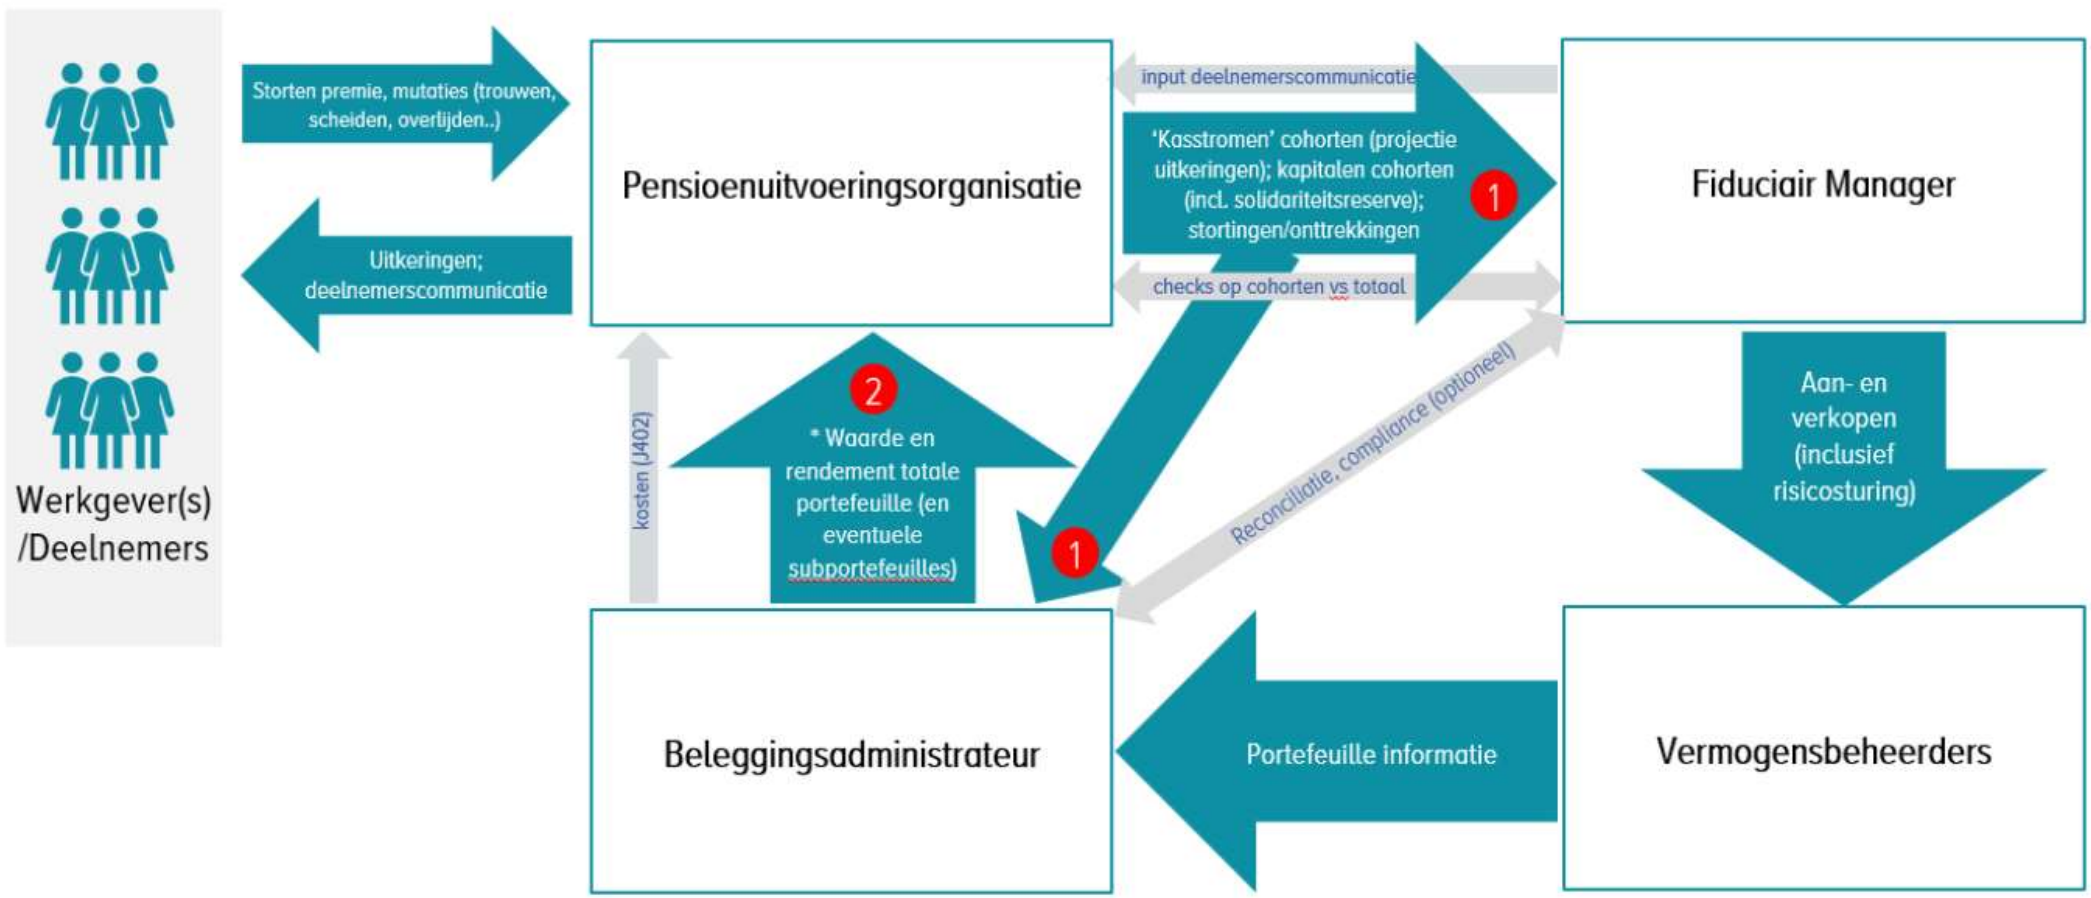 Storten premie, mutaties (trouwen,
scheiden, overlijden..)
Uitkeringen;
deelnemerscommunicatie
Werkgever(s)
/Deelnemers
Pensioenuitvoeringsorganisatie
input deelnemerscommunicatie
'Kasstromen' cohorten (projectie
uitkeringen); kapitalen cohorten
(incl. solidariteitsreserve);
stortingen/onttrekkingen
1
checks op cohorten vs totaal
Fiduciair Manager
kosten (J402)
2
* Waarde en
rendement totale
portefeuille (en
eventuele
subportefeuilles)
1
Reconciliatie, compliance (optioneel)
Aan- en
verkopen
(inclusief
risicosturing)
Beleggingsadministrateur
Portefeuille informatie
Vermogensbeheerders